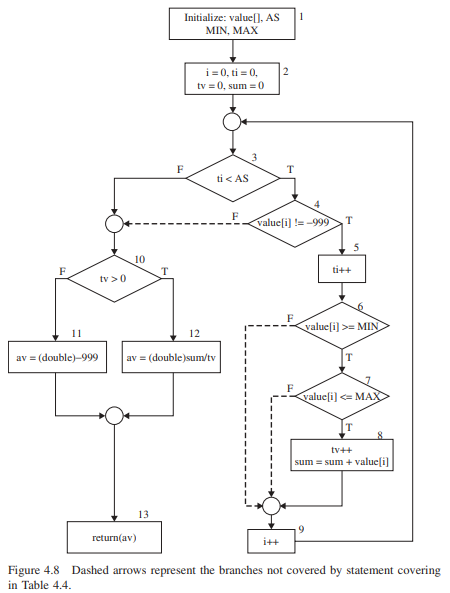 Initialize: value[], AS
MIN, MAX
1
i = 0, ti = 0,
tv = 0, sum = 0
2
3
F
T
ti < AS
4
F
value[i] != −999
T
5
ti++
10
F
T
tv > 0
6
F
value[i] >= MIN
T
11
av = (double)−999
12
av = (double)sum/tv
7
F
value[i] <= MAX
T
8
tv++
sum = sum + value[i]
9
i++
13
return(av)
Figure 4.8 Dashed arrows represent the branches not covered by statement covering
in Table 4.4.